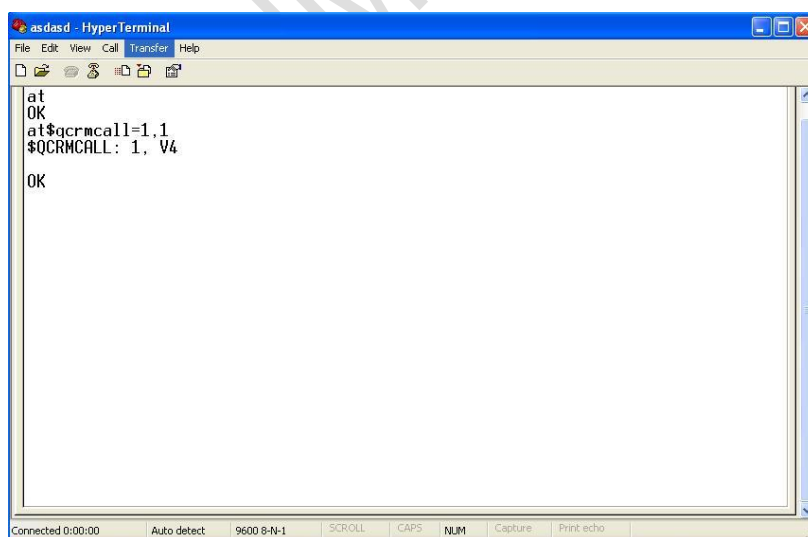 asdasd - HyperTerminal
File Edit View Call Transfer Help
at
OK
at$qcrmcall=1,1
$QCRMCALL: 1, V4
OK
Connected 0:00:00 Auto detect 9600 8-N-1 SCROLL CAPS NUM Capture Print echo